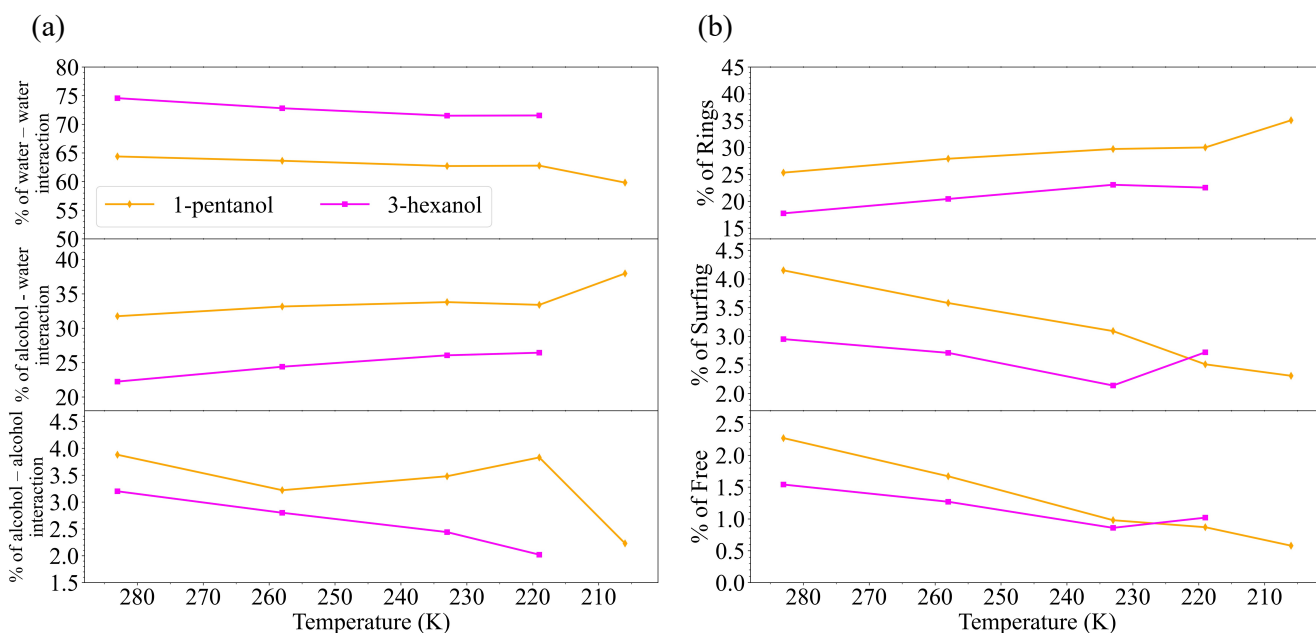 (a)
% of water – water
interaction
80
75
70
65
60
55
50
1-pentanol
3-hexanol
% of alcohol - water
interaction
40
35
30
25
20
% of alcohol – alcohol
interaction
4.5
4.0
3.5
3.0
2.5
2.0
1.5
280 270 260 250 240 230 220 210
Temperature (K)
(b)
% of Rings
45
40
35
30
25
20
15
% of Surfing
4.5
4.0
3.5
3.0
2.5
2.0
% of Free
2.5
2.0
1.5
1.0
0.5
0.0
280 270 260 250 240 230 220 210
Temperature (K)